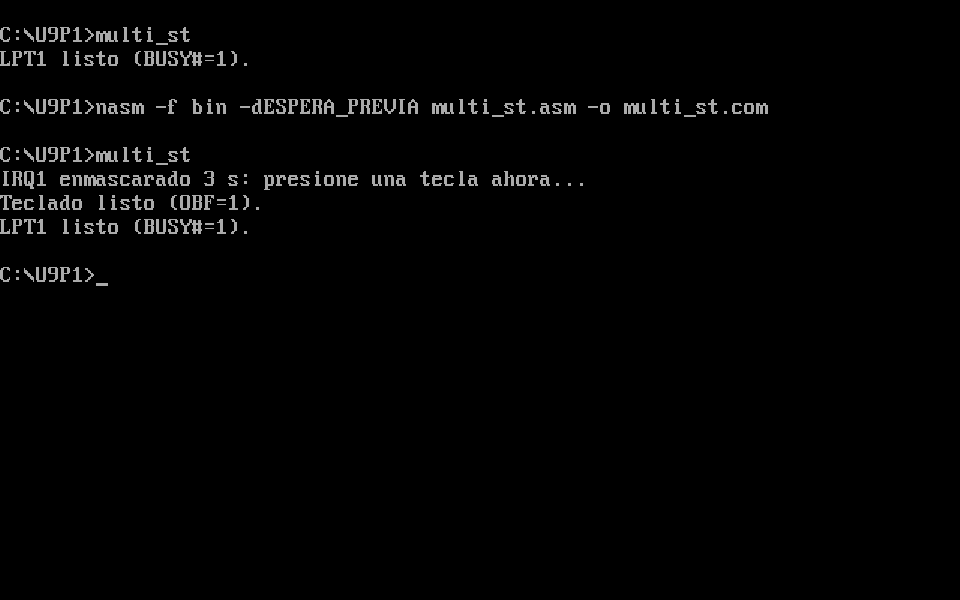 C:\U9P1>multi_st
LPT1 listo (BUSY#=1).
C:\U9P1>nasm -f bin -dESPERA_PREVIA multi_st.asm -o multi_st.com
C:\U9P1>multi_st
IRQ1 enmascarado 3 s: presione una tecla ahora...
Teclado listo (OBF=1).
LPT1 listo (BUSY#=1).
C:\U9P1>_